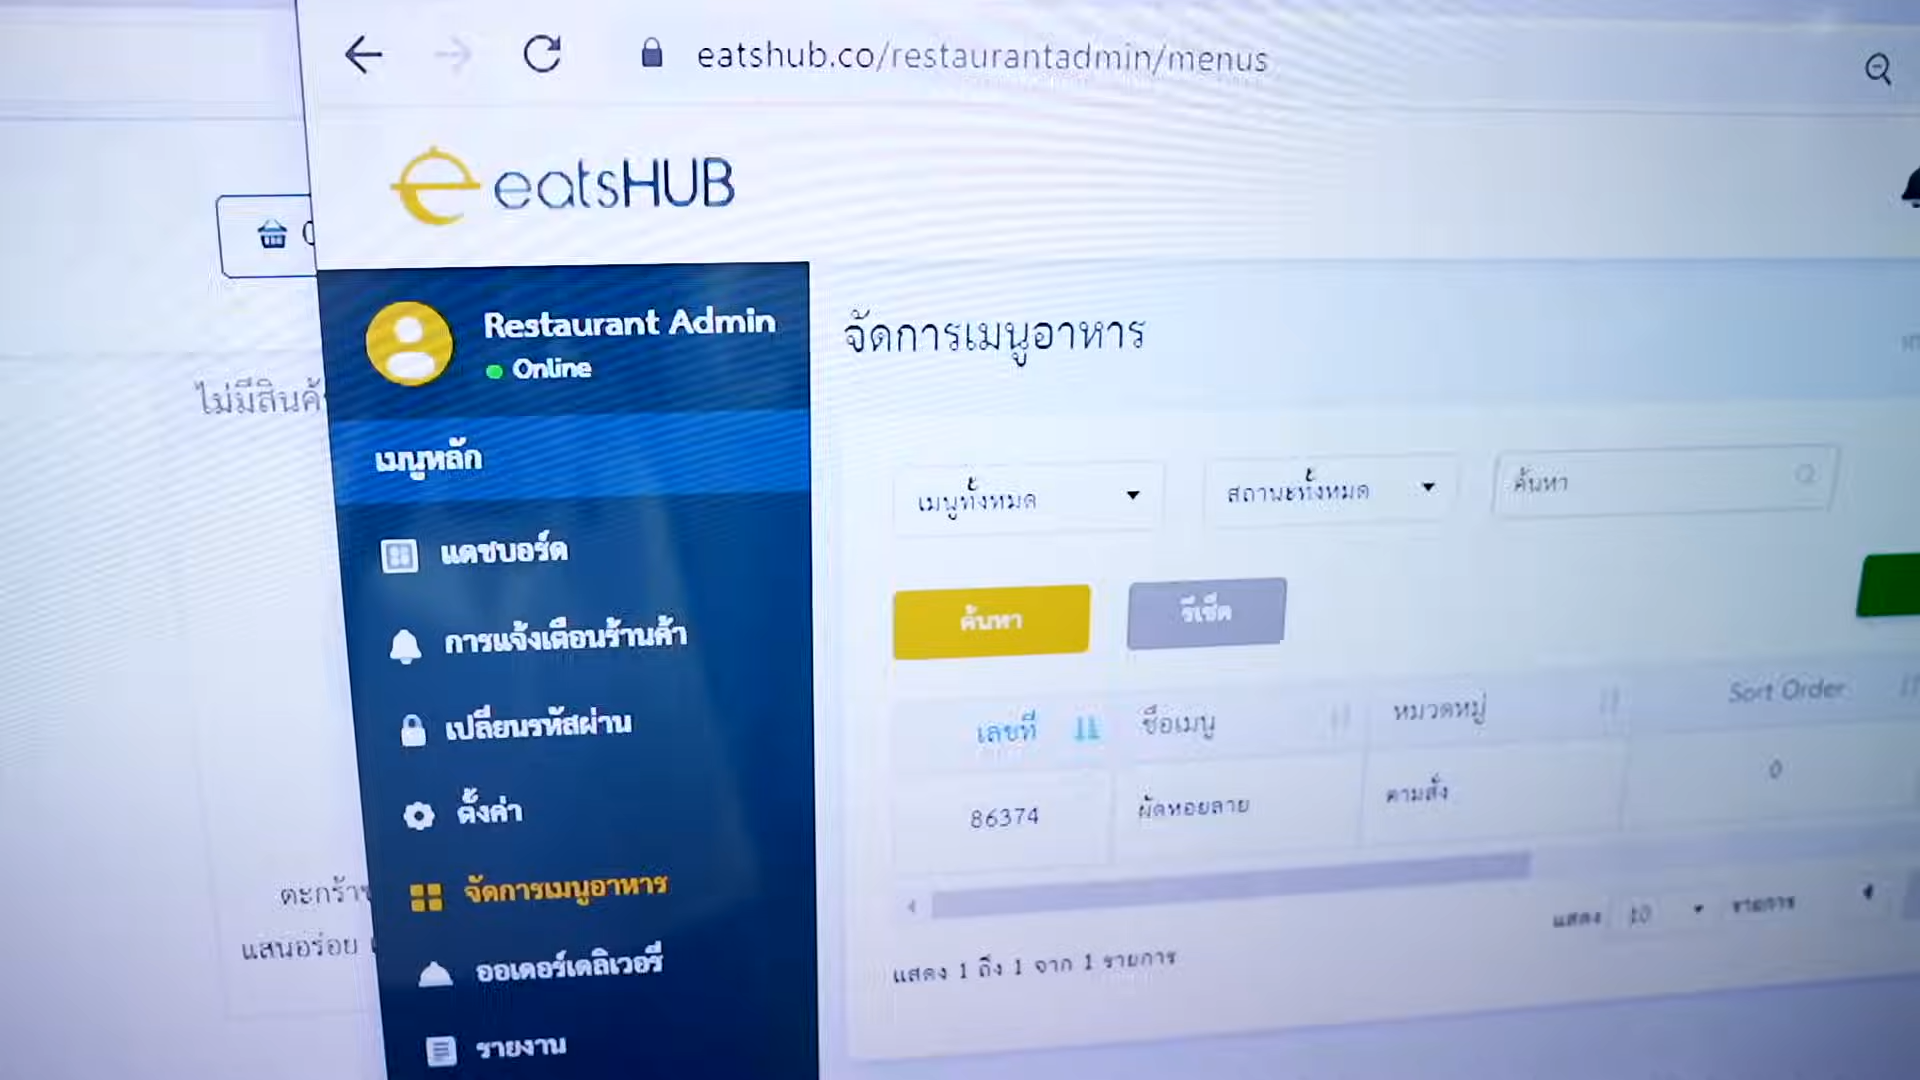 eatshub.co/restaurantadmin/menus
eatsHUB
Restaurant Admin
Online
เมนูหลัก
แดชบอร์ด
การแจ้งเตือนร้านค้า
เปลี่ยนรหัสผ่าน
ตั้งค่า
จัดการเมนูอาหาร
ออเดอร์เดลิเวอรี
รายงาน
จัดการเมนูอาหาร
เมนูทั้งหมด สถานะทั้งหมด ค้นหา
ค้นหา รีเซ็ต
เลขที่ ชื่อเมนู หมวดหมู่ Sort Order
86374 ผัดหอยลาย ตามสั่ง 0
แสดง 10 รายการ
แสดง 1 ถึง 1 จาก 1 รายการ
ไม่มีสินค้า
แสนอร่อย